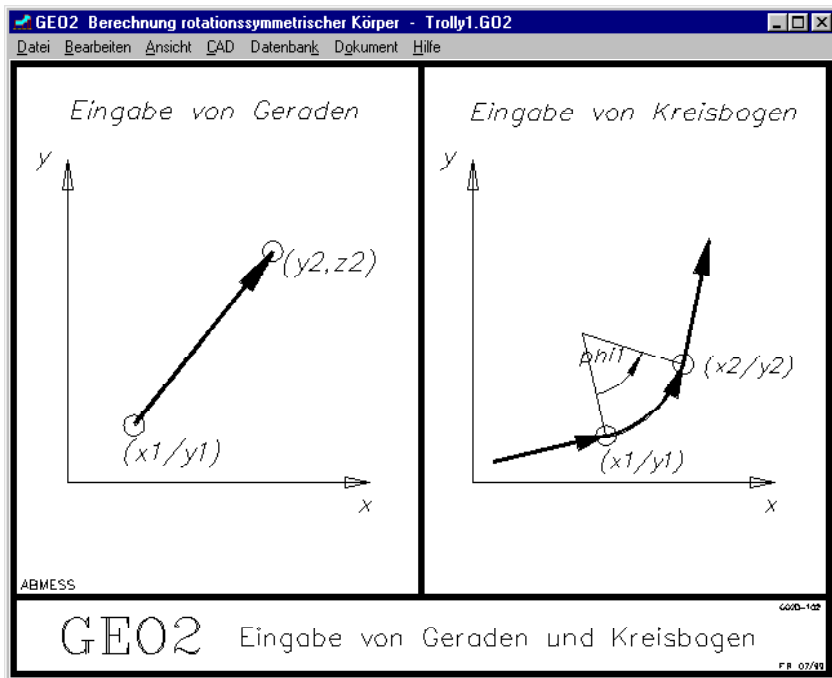 GEO2 Berechnung rotationssymmetrischer Körper - Trolly1.GO2
Datei Bearbeiten Ansicht CAD Datenbank Dokument Hilfe
Eingabe von Geraden
y
(y2,z2)
(x1/y1)
x
ABMESS
Eingabe von Kreisbogen
y
phi1
(x2/y2)
(x1/y1)
x
GEO2 Eingabe von Geraden und Kreisbogen